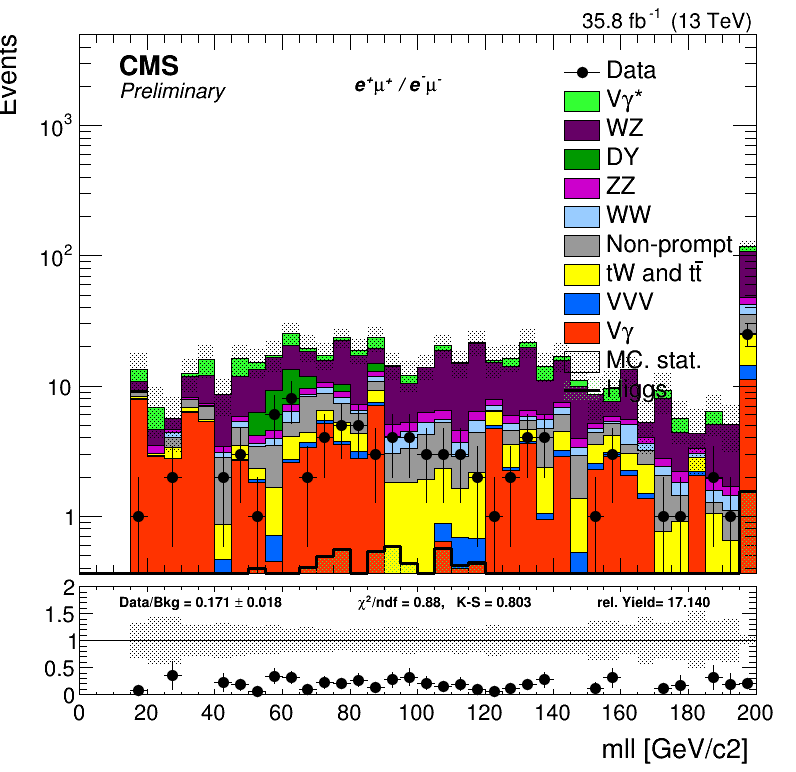 35.8 fb⁻¹ (13 TeV)
Events
CMS
Preliminary
e⁺μ⁺ / e⁻μ⁻
Data
Vγ*
WZ
DY
ZZ
WW
Non-prompt
tW and tt̄
VVV
Vγ
MC. stat.
Higgs
10³
10²
10
1
2
1.5
1
0.5
0
Data/Bkg = 0.171 ± 0.018
χ²/ndf = 0.88, K-S = 0.803
rel. Yield= 17.140
0 20 40 60 80 100 120 140 160 180 200
mll [GeV/c2]